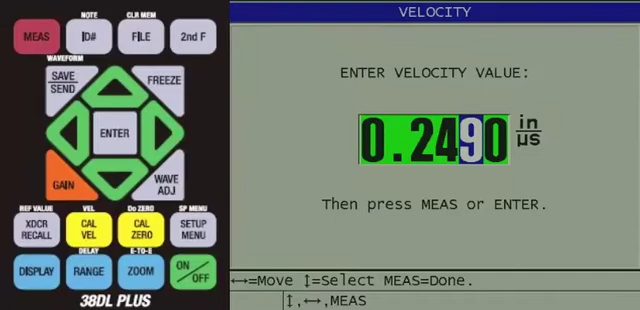 NOTE CLR MEM
MEAS ID# FILE 2nd F
WAVEFORM
SAVE
SEND
FREEZE
ENTER
GAIN
WAVE
ADJ
REF VALUE VEL Do ZERO SP MENU
XDCR
RECALL
CAL
VEL
CAL
ZERO
SETUP
MENU
DELAY E-TO-E
DISPLAY RANGE ZOOM ON/OFF
38DL PLUS
VELOCITY
ENTER VELOCITY VALUE:
0.2490 in/µs
Then press MEAS or ENTER.
↔=Move ↕=Select MEAS=Done.
↕,↔,MEAS